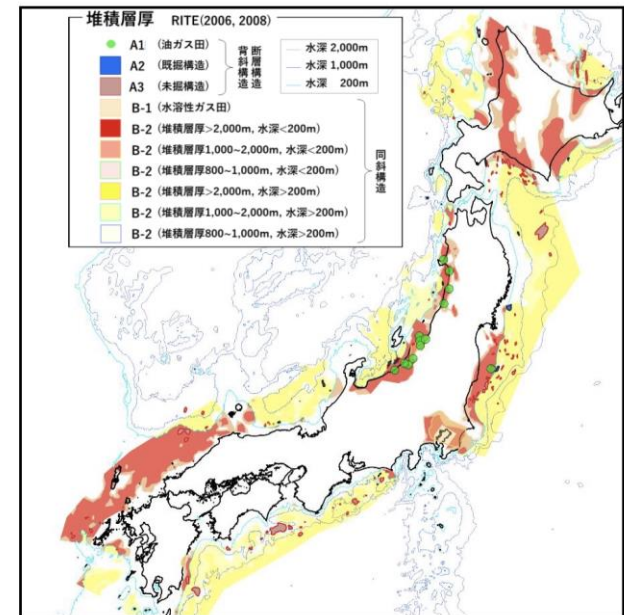 堆積層厚 RITE(2006, 2008)
A1 (油ガス田)
A2 (既掘構造)
A3 (未掘構造)
背斜構造
断層構造
水深 2,000m
水深 1,000m
水深 200m
B-1 (水溶性ガス田)
B-2 (堆積層厚>2,000m, 水深<200m)
B-2 (堆積層厚1,000~2,000m, 水深<200m)
B-2 (堆積層厚800~1,000m, 水深<200m)
B-2 (堆積層厚>2,000m, 水深>200m)
B-2 (堆積層厚1,000~2,000m, 水深>200m)
B-2 (堆積層厚800~1,000m, 水深>200m)
同斜構造